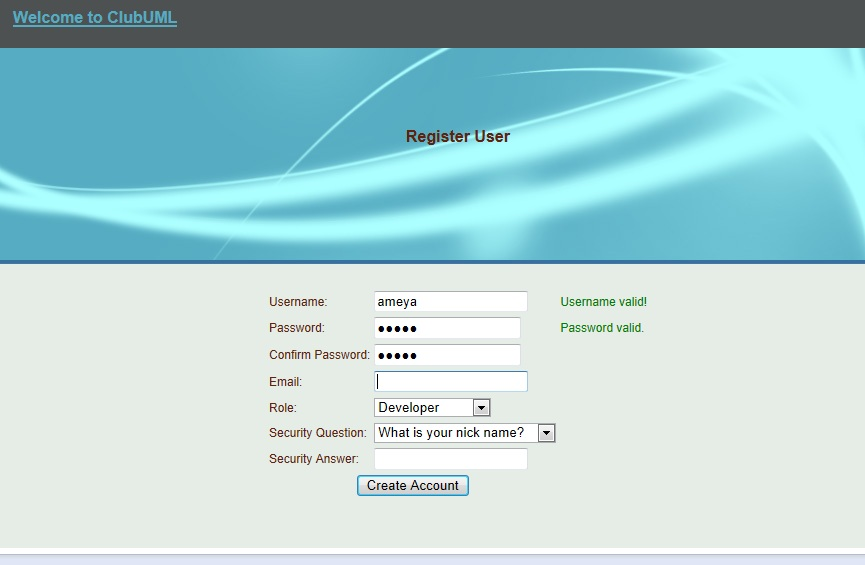 Welcome to ClubUML
Register User
Username: ameya Username valid!
Password: ●●●●● Password valid.
Confirm Password: ●●●●●
Email:
Role: Developer
Security Question: What is your nick name?
Security Answer:
Create Account